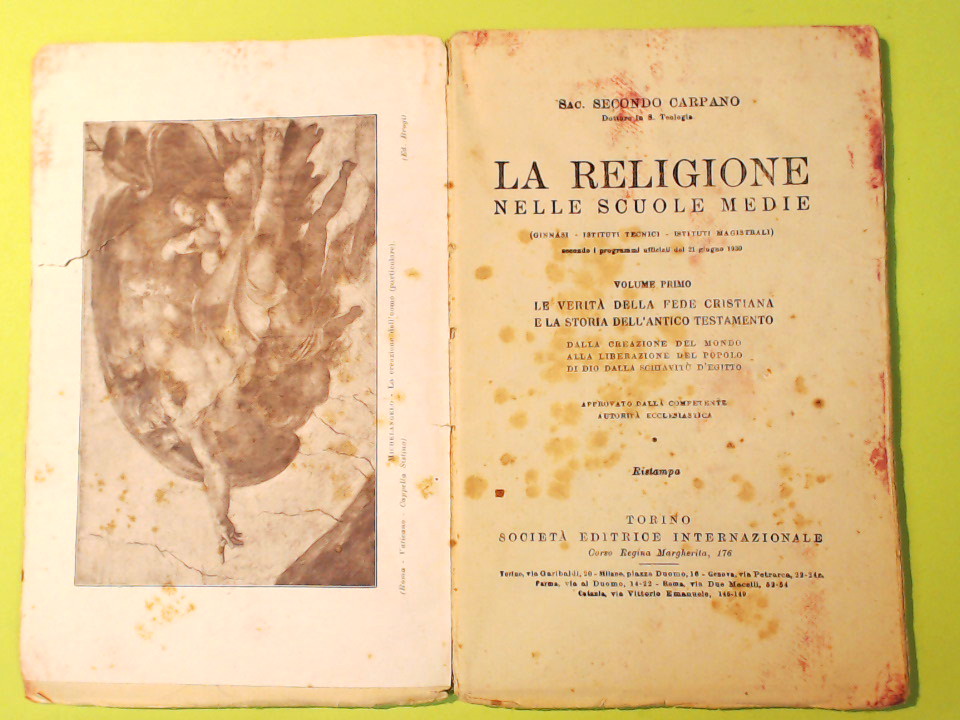 (Ed. Brogi)
MICHELANGELO. - La creazione dell'uomo (particolare).
(Roma - Vaticano - Cappella Sistina)
SAC. SECONDO CARPANO
Dottore in S. Teologia
LA RELIGIONE
NELLE SCUOLE MEDIE
(GINNASI - ISTITUTI TECNICI - ISTITUTI MAGISTRALI)
secondo i programmi ufficiali del 21 giugno 1930
VOLUME PRIMO
LE VERITÀ DELLA FEDE CRISTIANA
E LA STORIA DELL'ANTICO TESTAMENTO
DALLA CREAZIONE DEL MONDO
ALLA LIBERAZIONE DEL POPOLO
DI DIO DALLA SCHIAVITÙ D'EGITTO
APPROVATO DALLA COMPETENTE
AUTORITÀ ECCLESIASTICA
Ristampa
TORINO
SOCIETÀ EDITRICE INTERNAZIONALE
Corso Regina Margherita, 176
Torino, via Garibaldi, 20 - Milano, piazza Duomo, 16 - Genova, via Petrarca, 22-24r.
Parma, via al Duomo, 14-22 - Roma, via Due Macelli, 52-54
Catania, via Vittorio Emanuele, 145-149